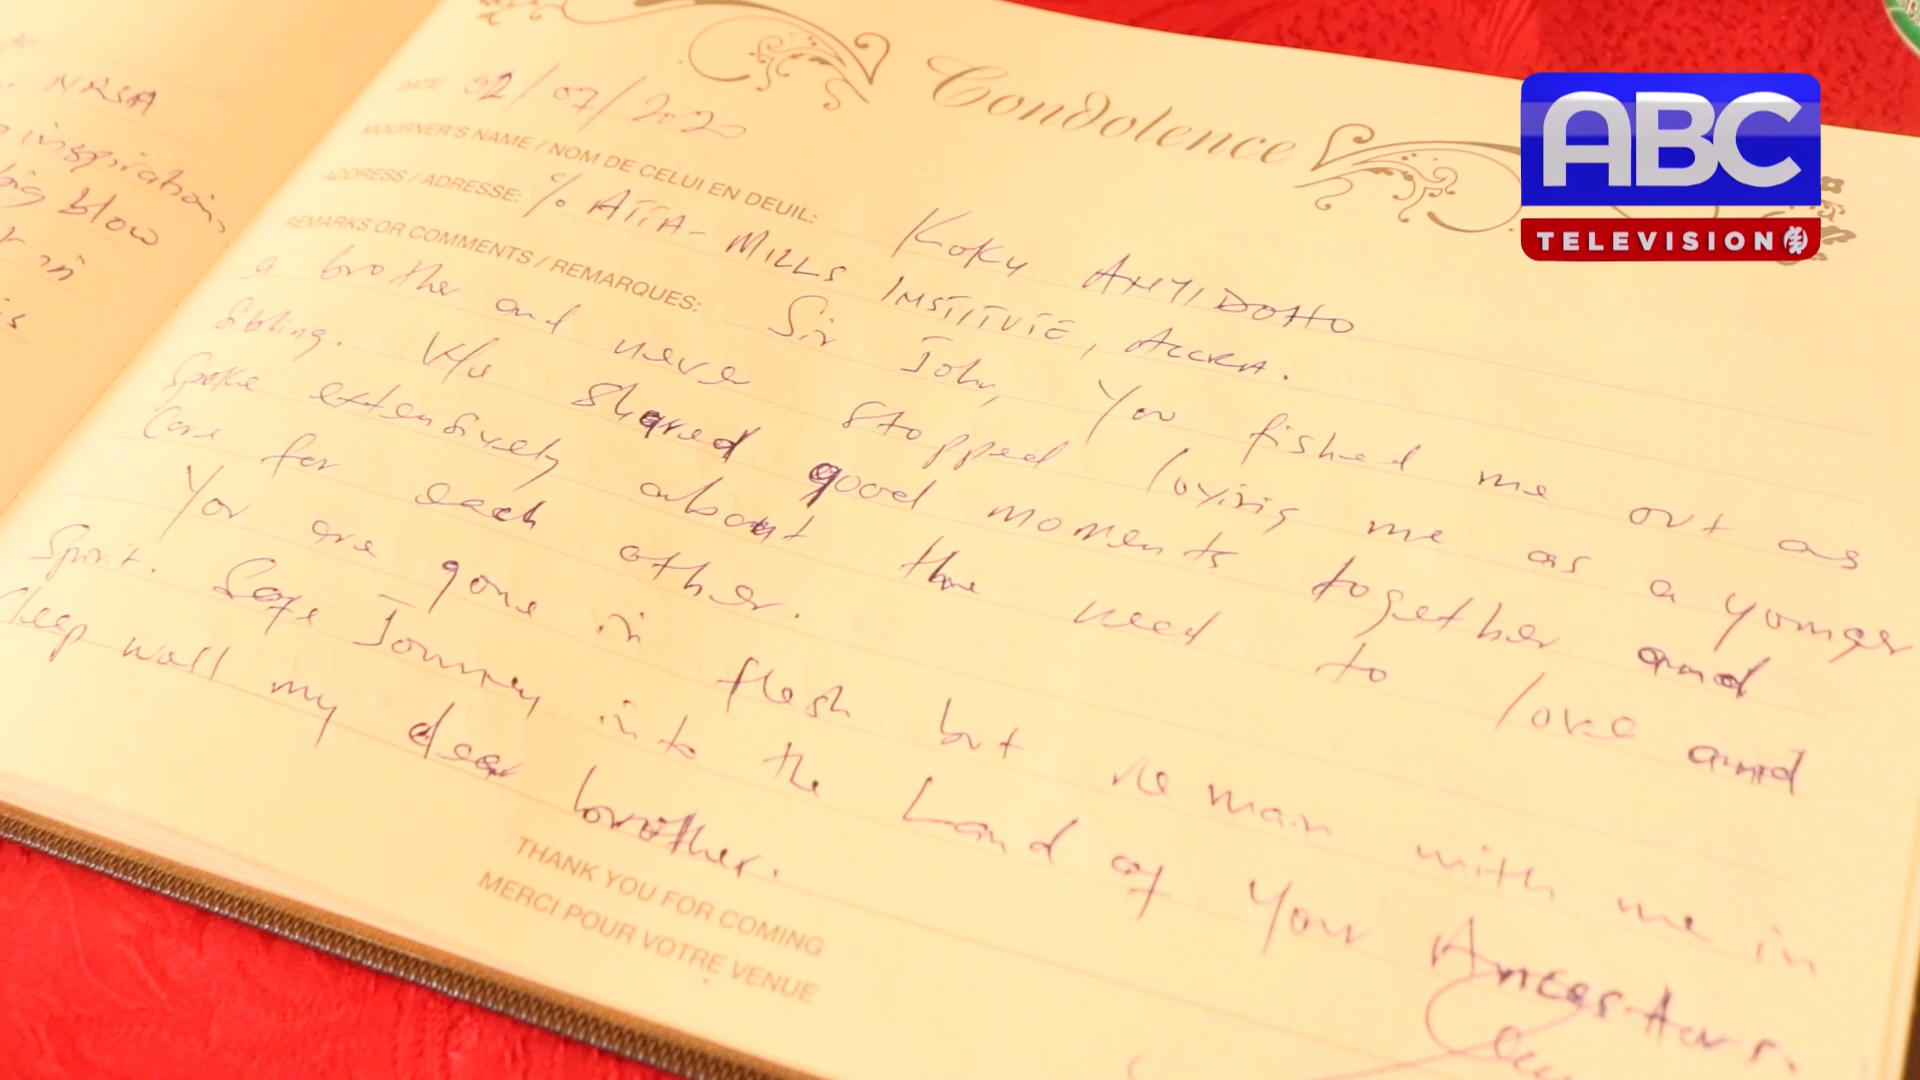 NRSA
inspiration,
big blow
in
Condolence
DATE: 02/07/2020
MOURNER'S NAME / NOM DE CELUI EN DEUIL: KOKU ANYIDOHO
ADDRESS / ADRESSE: % ATTA-MILLS INSTITUTE, ACCRA.
REMARKS OR COMMENTS / REMARQUES: Sir John, You fished me out as
a brother and never stopped loving me as a younger
Sibling. We shared good moments together and
spoke extensively about the need to love and
Care for each other.
You are gone in flesh but reman with me in
Spirit. Safe Journey into the Land of Your Ancestors.
Sleep well my dear brother.
THANK YOU FOR COMING
MERCI POUR VOTRE VENUE
ABC
TELEVISION